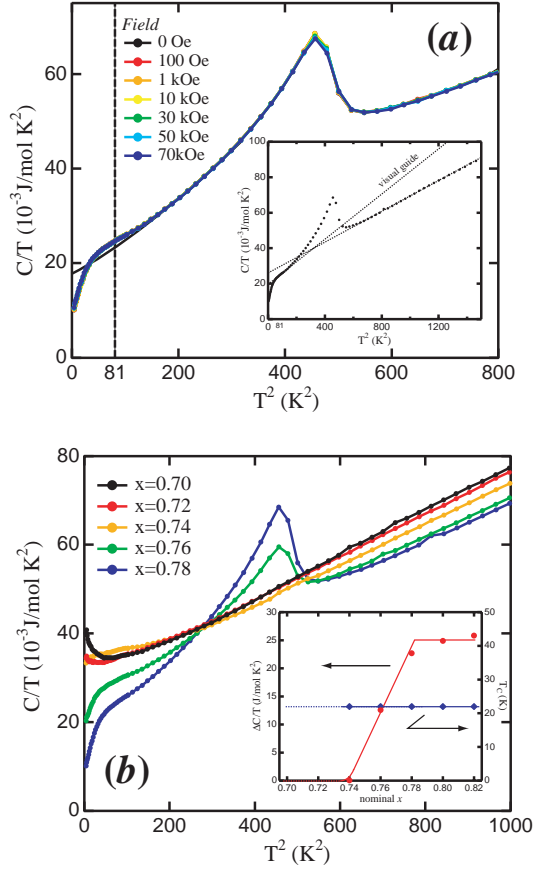 (a)
Field
0 Oe
100 Oe
1 kOe
10 kOe
30 kOe
50 kOe
70kOe
C/T (10⁻³J/mol K²)
60
40
20
0
0
81
200
400
600
800
T² (K²)
visual guide
C/T (10⁻³J/mol K²)
100
80
60
40
20
0
0
81
400
800
1200
T² (K²)
(b)
x=0.70
x=0.72
x=0.74
x=0.76
x=0.78
C/T (10⁻³J/mol K²)
80
60
40
20
0
0
200
400
600
800
1000
T² (K²)
ΔC/T (J/mol K²)
30
25
20
15
10
5
0
T_C (K)
50
40
30
20
10
0
0.70
0.72
0.74
0.76
0.78
0.80
0.82
nominal x